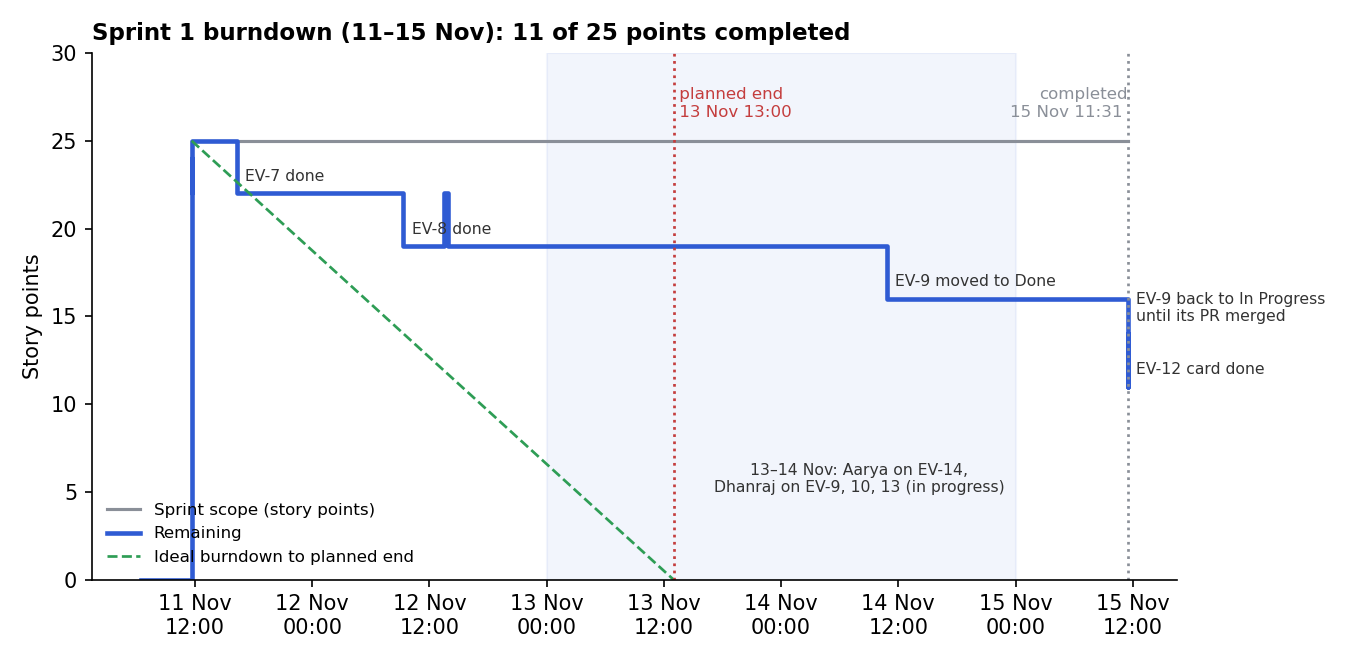 Sprint 1 burndown (11–15 Nov): 11 of 25 points completed
30
25
20
15
10
5
0
Story points
planned end
13 Nov 13:00
completed
15 Nov 11:31
EV-7 done
EV-8 done
EV-9 moved to Done
EV-9 back to In Progress
until its PR merged
EV-12 card done
13–14 Nov: Aarya on EV-14,
Dhanraj on EV-9, 10, 13 (in progress)
Sprint scope (story points)
Remaining
Ideal burndown to planned end
11 Nov
12:00
12 Nov
00:00
12 Nov
12:00
13 Nov
00:00
13 Nov
12:00
14 Nov
00:00
14 Nov
12:00
15 Nov
00:00
15 Nov
12:00